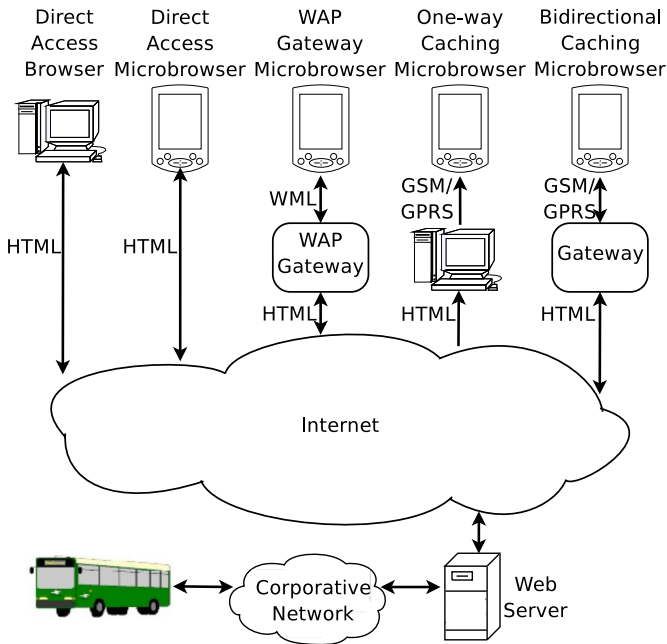 Direct
Access
Browser
Direct
Access
Microbrowser
WAP
Gateway
Microbrowser
One-way
Caching
Microbrowser
Bidirectional
Caching
Microbrowser
WML
GSM/
GPRS
GSM/
GPRS
HTML
HTML
WAP
Gateway
Gateway
HTML
HTML
HTML
Internet
Corporative
Network
Web
Server